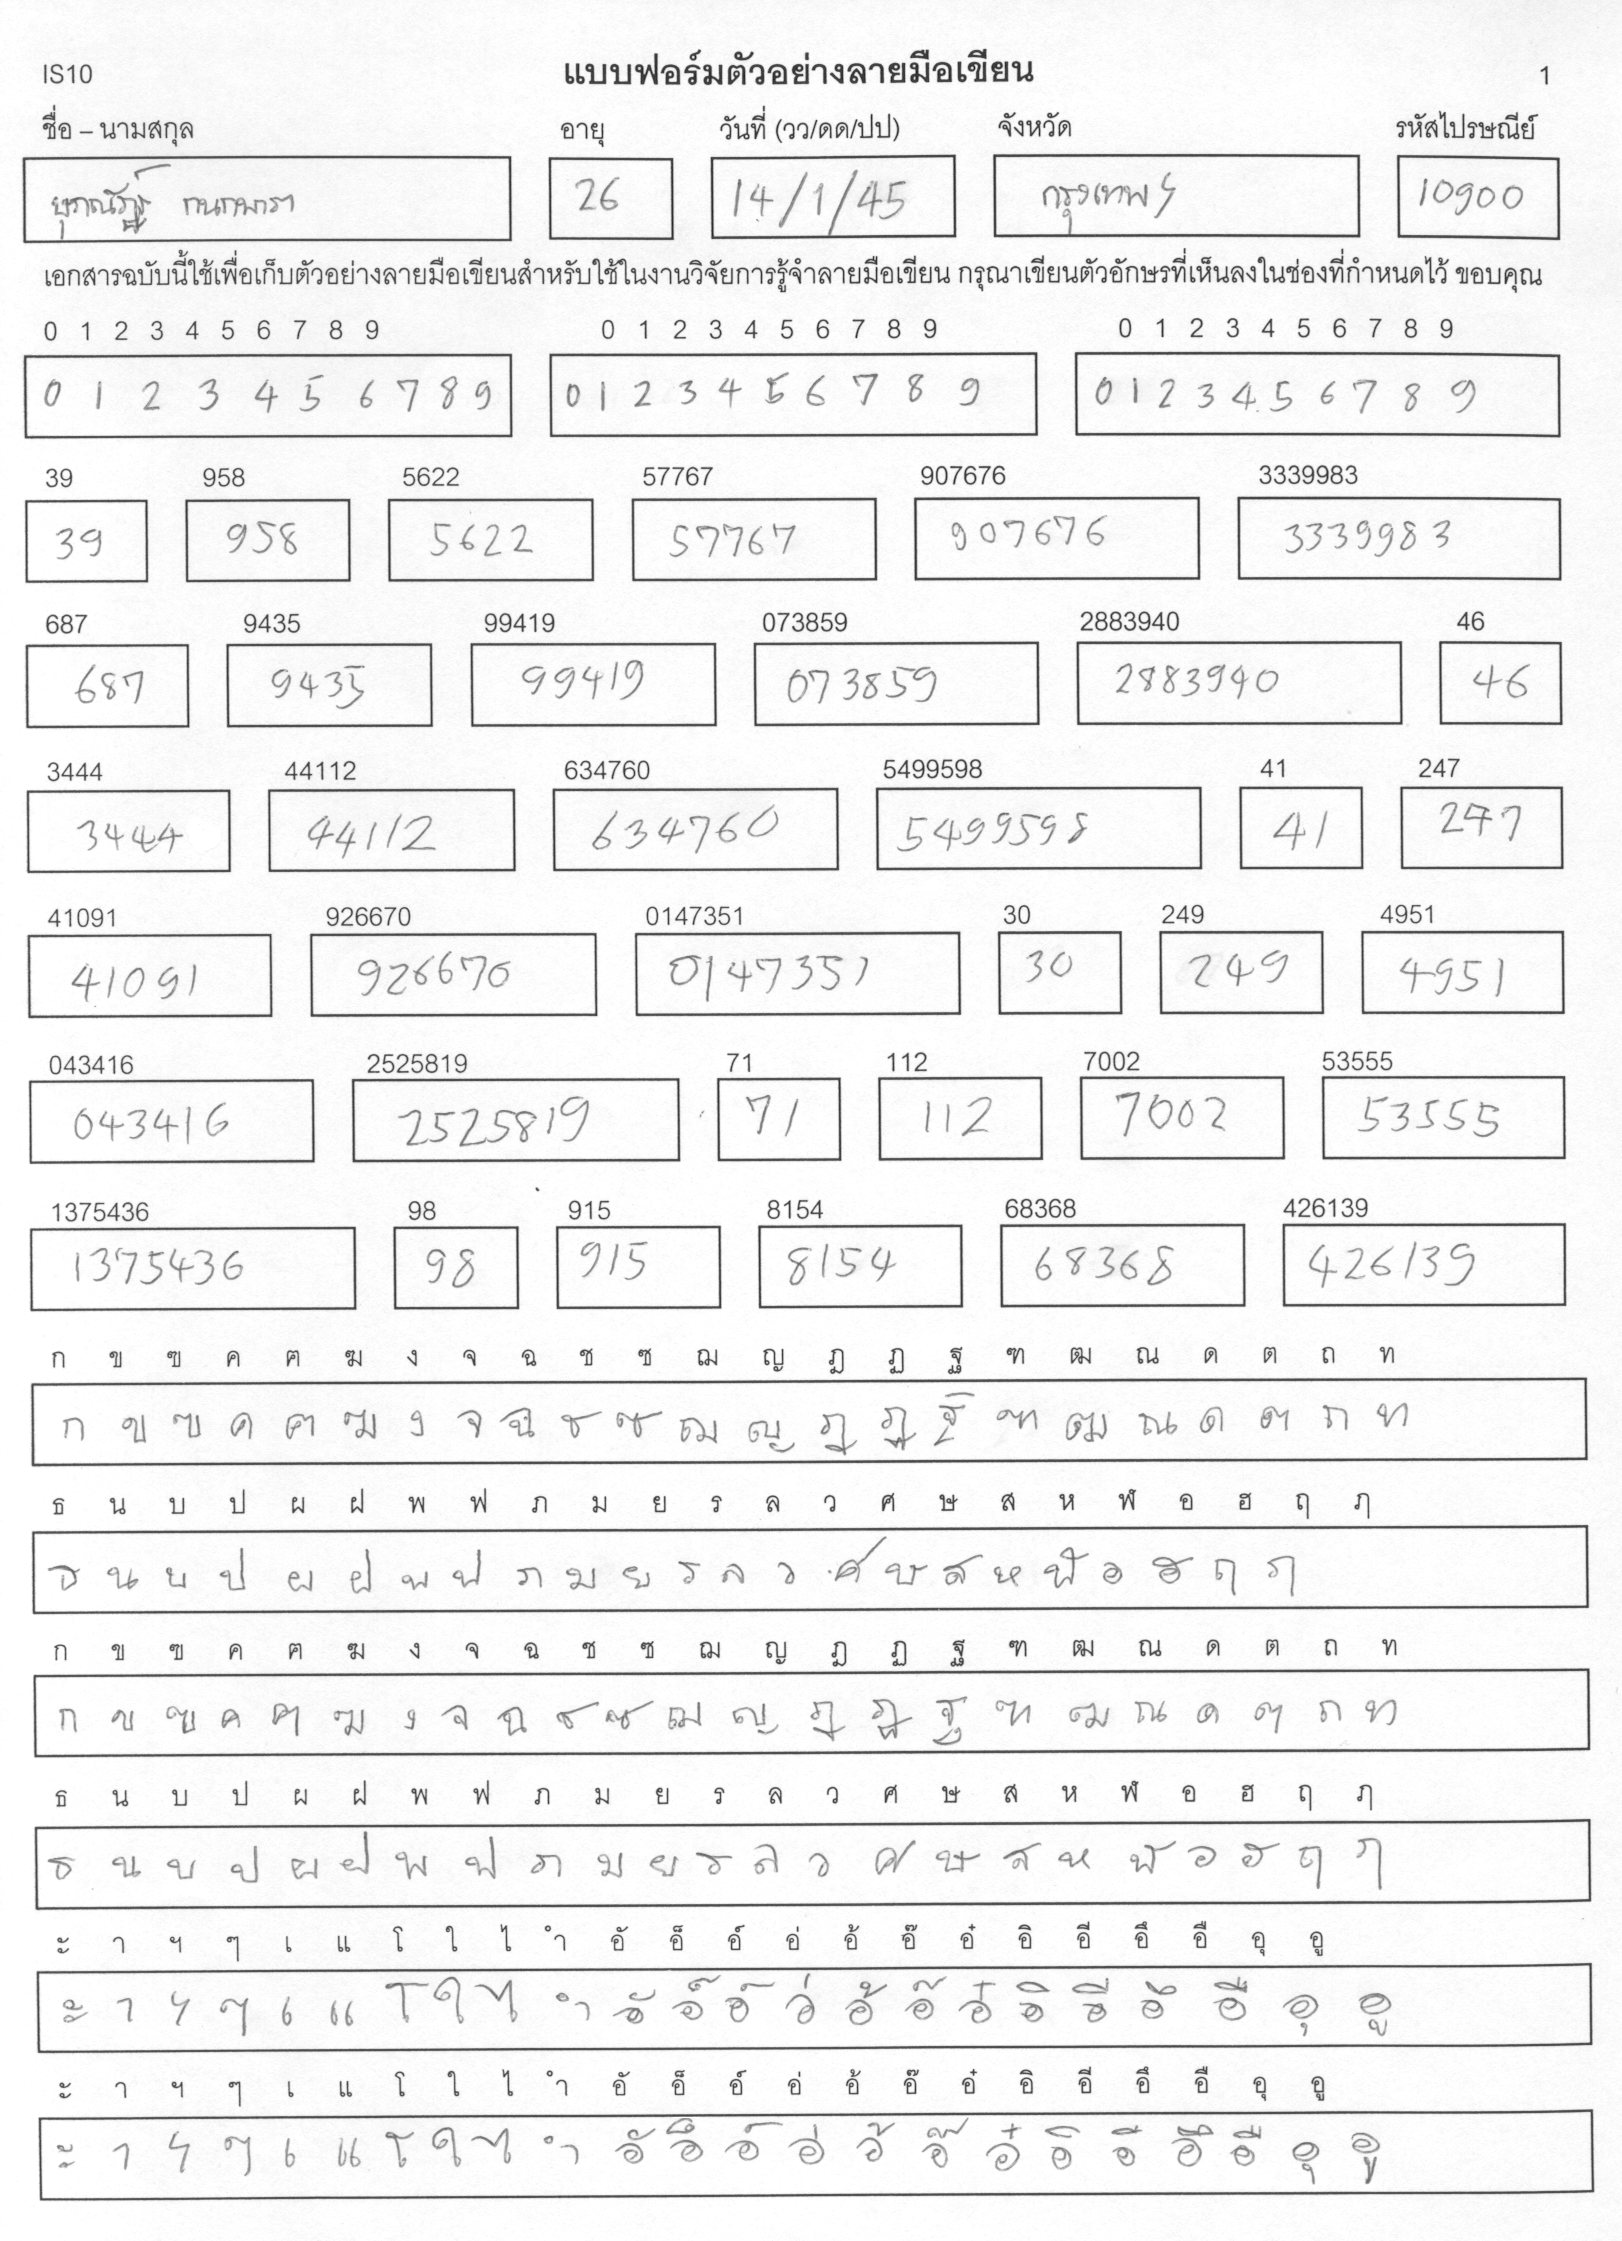 IS10 แบบฟอร์มตัวอย่างลายมือเขียน 1
ชื่อ – นามสกุล อายุ วันที่ (วว/ดด/ปป) จังหวัด รหัสไปรษณีย์
26 14/1/45 กรุงเทพฯ 10900
เอกสารฉบับนี้ใช้เพื่อเก็บตัวอย่างลายมือเขียนสำหรับใช้ในงานวิจัยการรู้จำลายมือเขียน กรุณาเขียนตัวอักษรที่เห็นลงในช่องที่กำหนดไว้ ขอบคุณ
0 1 2 3 4 5 6 7 8 9 0 1 2 3 4 5 6 7 8 9 0 1 2 3 4 5 6 7 8 9
0 1 2 3 4 5 6 7 8 9 0 1 2 3 4 5 6 7 8 9 0 1 2 3 4 5 6 7 8 9
39 958 5622 57767 907676 3339983
39 958 5622 57767 907676 3339983
687 9435 99419 073859 2883940 46
687 9435 99419 073859 2883940 46
3444 44112 634760 5499598 41 247
3444 44112 634760 5499598 41 247
41091 926670 0147351 30 249 4951
41091 926670 0147351 30 249 4951
043416 2525819 71 112 7002 53555
043416 2525819 71 112 7002 53555
1375436 98 915 8154 68368 426139
1375436 98 915 8154 68368 426139
ก ข ฃ ค ฅ ฆ ง จ ฉ ช ซ ฌ ญ ฎ ฏ ฐ ฑ ฒ ณ ด ต ถ ท
ก ข ฃ ค ฅ ฆ ง จ ฉ ช ซ ฌ ญ ฎ ฏ ฐ ฑ ฒ ณ ด ต ถ ท
ธ น บ ป ผ ฝ พ ฟ ภ ม ย ร ล ว ศ ษ ส ห ฬ อ ฮ ฤ ฦ
ธ น บ ป ผ ฝ พ ฟ ภ ม ย ร ล ว ศ ษ ส ห ฬ อ ฮ ฤ ฦ
ก ข ฃ ค ฅ ฆ ง จ ฉ ช ซ ฌ ญ ฎ ฏ ฐ ฑ ฒ ณ ด ต ถ ท
ก ข ฃ ค ฅ ฆ ง จ ฉ ช ซ ฌ ญ ฎ ฏ ฐ ฑ ฒ ณ ด ต ถ ท
ธ น บ ป ผ ฝ พ ฟ ภ ม ย ร ล ว ศ ษ ส ห ฬ อ ฮ ฤ ฦ
ธ น บ ป ผ ฝ พ ฟ ภ ม ย ร ล ว ศ ษ ส ห ฬ อ ฮ ฤ ฦ
ะ า ฯ ๆ เ แ โ ใ ไ ำ อั อ็ อ์ อ่ อ้ อ๊ อ๋ อิ อี อึ อื อุ อู
ะ า ฯ ๆ เ แ โ ใ ไ ำ อั อ็ อ์ อ่ อ้ อ๊ อ๋ อิ อี อึ อื อุ อู
ะ า ฯ ๆ เ แ โ ใ ไ ำ อั อ็ อ์ อ่ อ้ อ๊ อ๋ อิ อี อึ อื อุ อู
ะ า ฯ ๆ เ แ โ ใ ไ ำ อั อ็ อ์ อ่ อ้ อ๊ อ๋ อิ อี อึ อื อุ อู